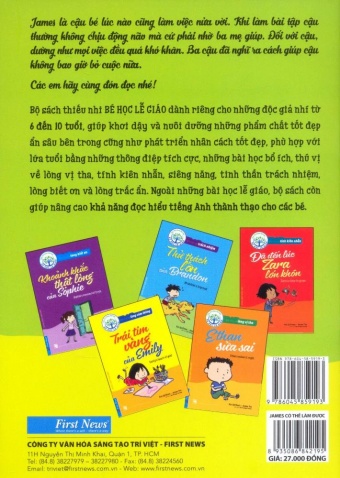 James là cậu bé lúc nào cũng làm việc nửa vời. Khi làm bài tập cậu
thường không chịu động não mà cứ phải nhờ ba mẹ giúp. Đối với cậu,
dường như mọi việc đều quá khó khăn. Ba cậu đã nghĩ ra cách giúp cậu
không bao giờ bỏ cuộc nữa.
Các em hãy cùng đón đọc nhé!
Bộ sách thiếu nhi BÉ HỌC LỄ GIÁO dành riêng cho những độc giả nhí từ
6 đến 10 tuổi, giúp khơi dậy và nuôi dưỡng những phẩm chất tốt đẹp
ẩn sâu bên trong cũng như phát triển nhân cách tốt đẹp, phù hợp với
lứa tuổi bằng những thông điệp tích cực, những bài học bổ ích, thú vị
về lòng vị tha, tính kiên nhẫn, siêng năng, tinh thần trách nhiệm,
lòng biết ơn và lòng trắc ẩn. Ngoài những bài học lễ giáo, bộ sách còn
giúp nâng cao khả năng đọc hiểu tiếng Anh thành thạo cho các bé.
Khoảnh khắc
thật lòng
của Sophie
Thử thách
lớn
của Brandon
Đã đến lúc
Zara
lớn khôn
Trái tim
vàng
của Emily
Ethan
sửa sai
First News
CÔNG TY VĂN HÓA SÁNG TẠO TRÍ VIỆT - FIRST NEWS
11H Nguyễn Thị Minh Khai, Quận 1, TP. HCM
Tel: (84.8) 38227979 - 38227980 Fax: (84.8) 38224560
Email: triviet@firstnews.com.vn www.firstnews.com.vn
9 786045 859193
JAMES CÓ THỂ LÀM ĐƯỢC
8 935086 842195
GIÁ: 27.000 ĐỒNG